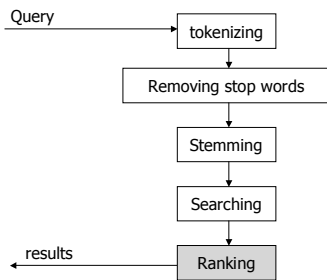 Query
tokenizing
Removing stop words
Stemming
Searching
results
Ranking